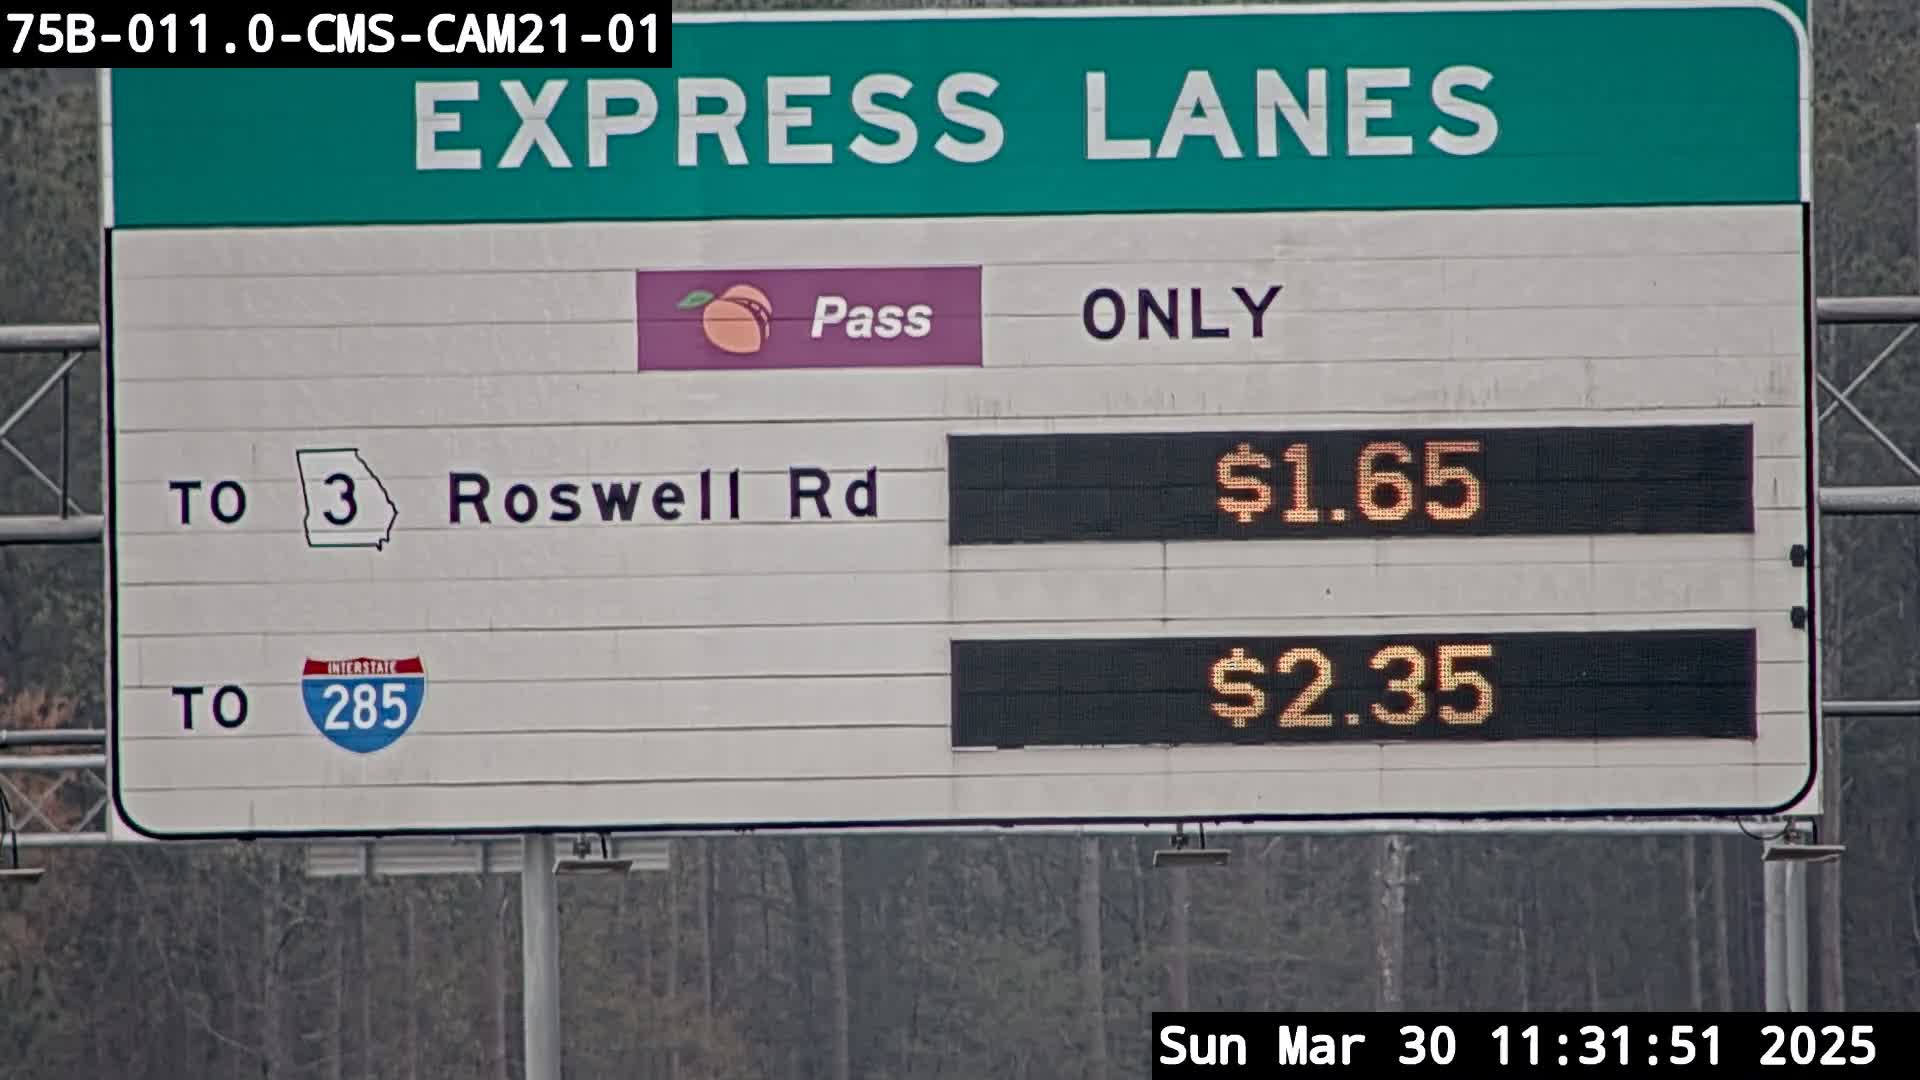 75B-011.0-CMS-CAM21-01
EXPRESS LANES
Pass ONLY
TO 3 Roswell Rd $1.65
TO INTERSTATE 285 $2.35
Sun Mar 30 11:31:51 2025